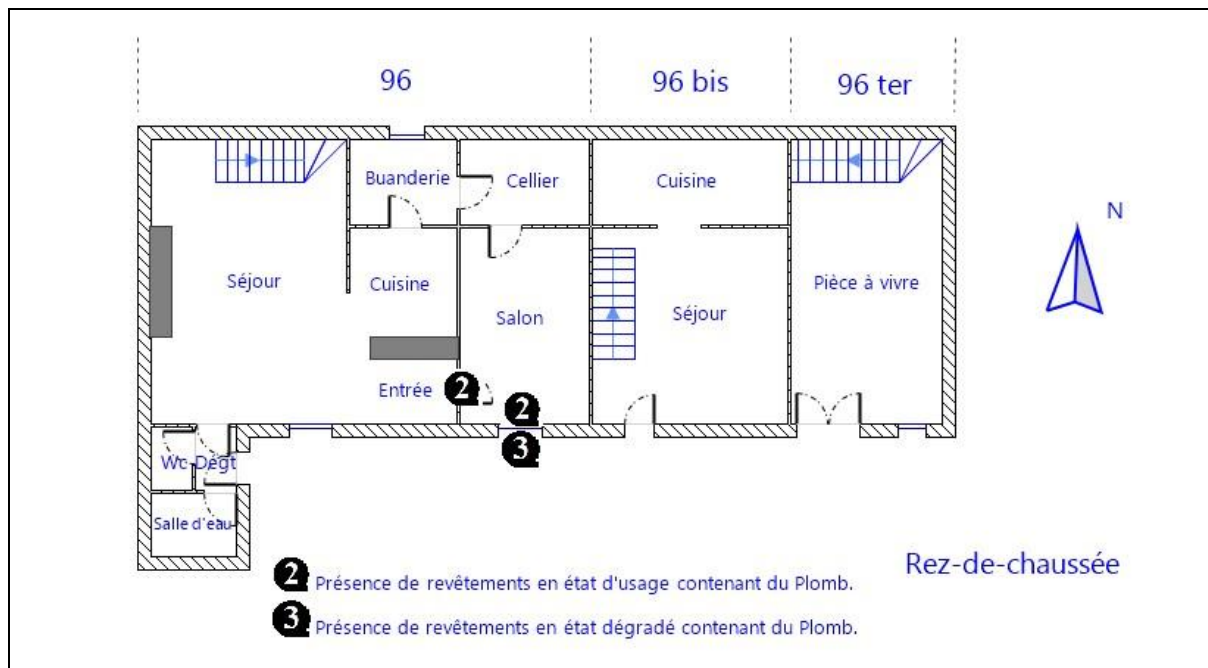 96
96 bis
96 ter
Buanderie
Cellier
Cuisine
N
Séjour
Cuisine
Salon
Séjour
Pièce à vivre
Entrée
2
2
3
Wc
Dégt
Salle d'eau
Rez-de-chaussée
2 Présence de revêtements en état d'usage contenant du Plomb.
3 Présence de revêtements en état dégradé contenant du Plomb.